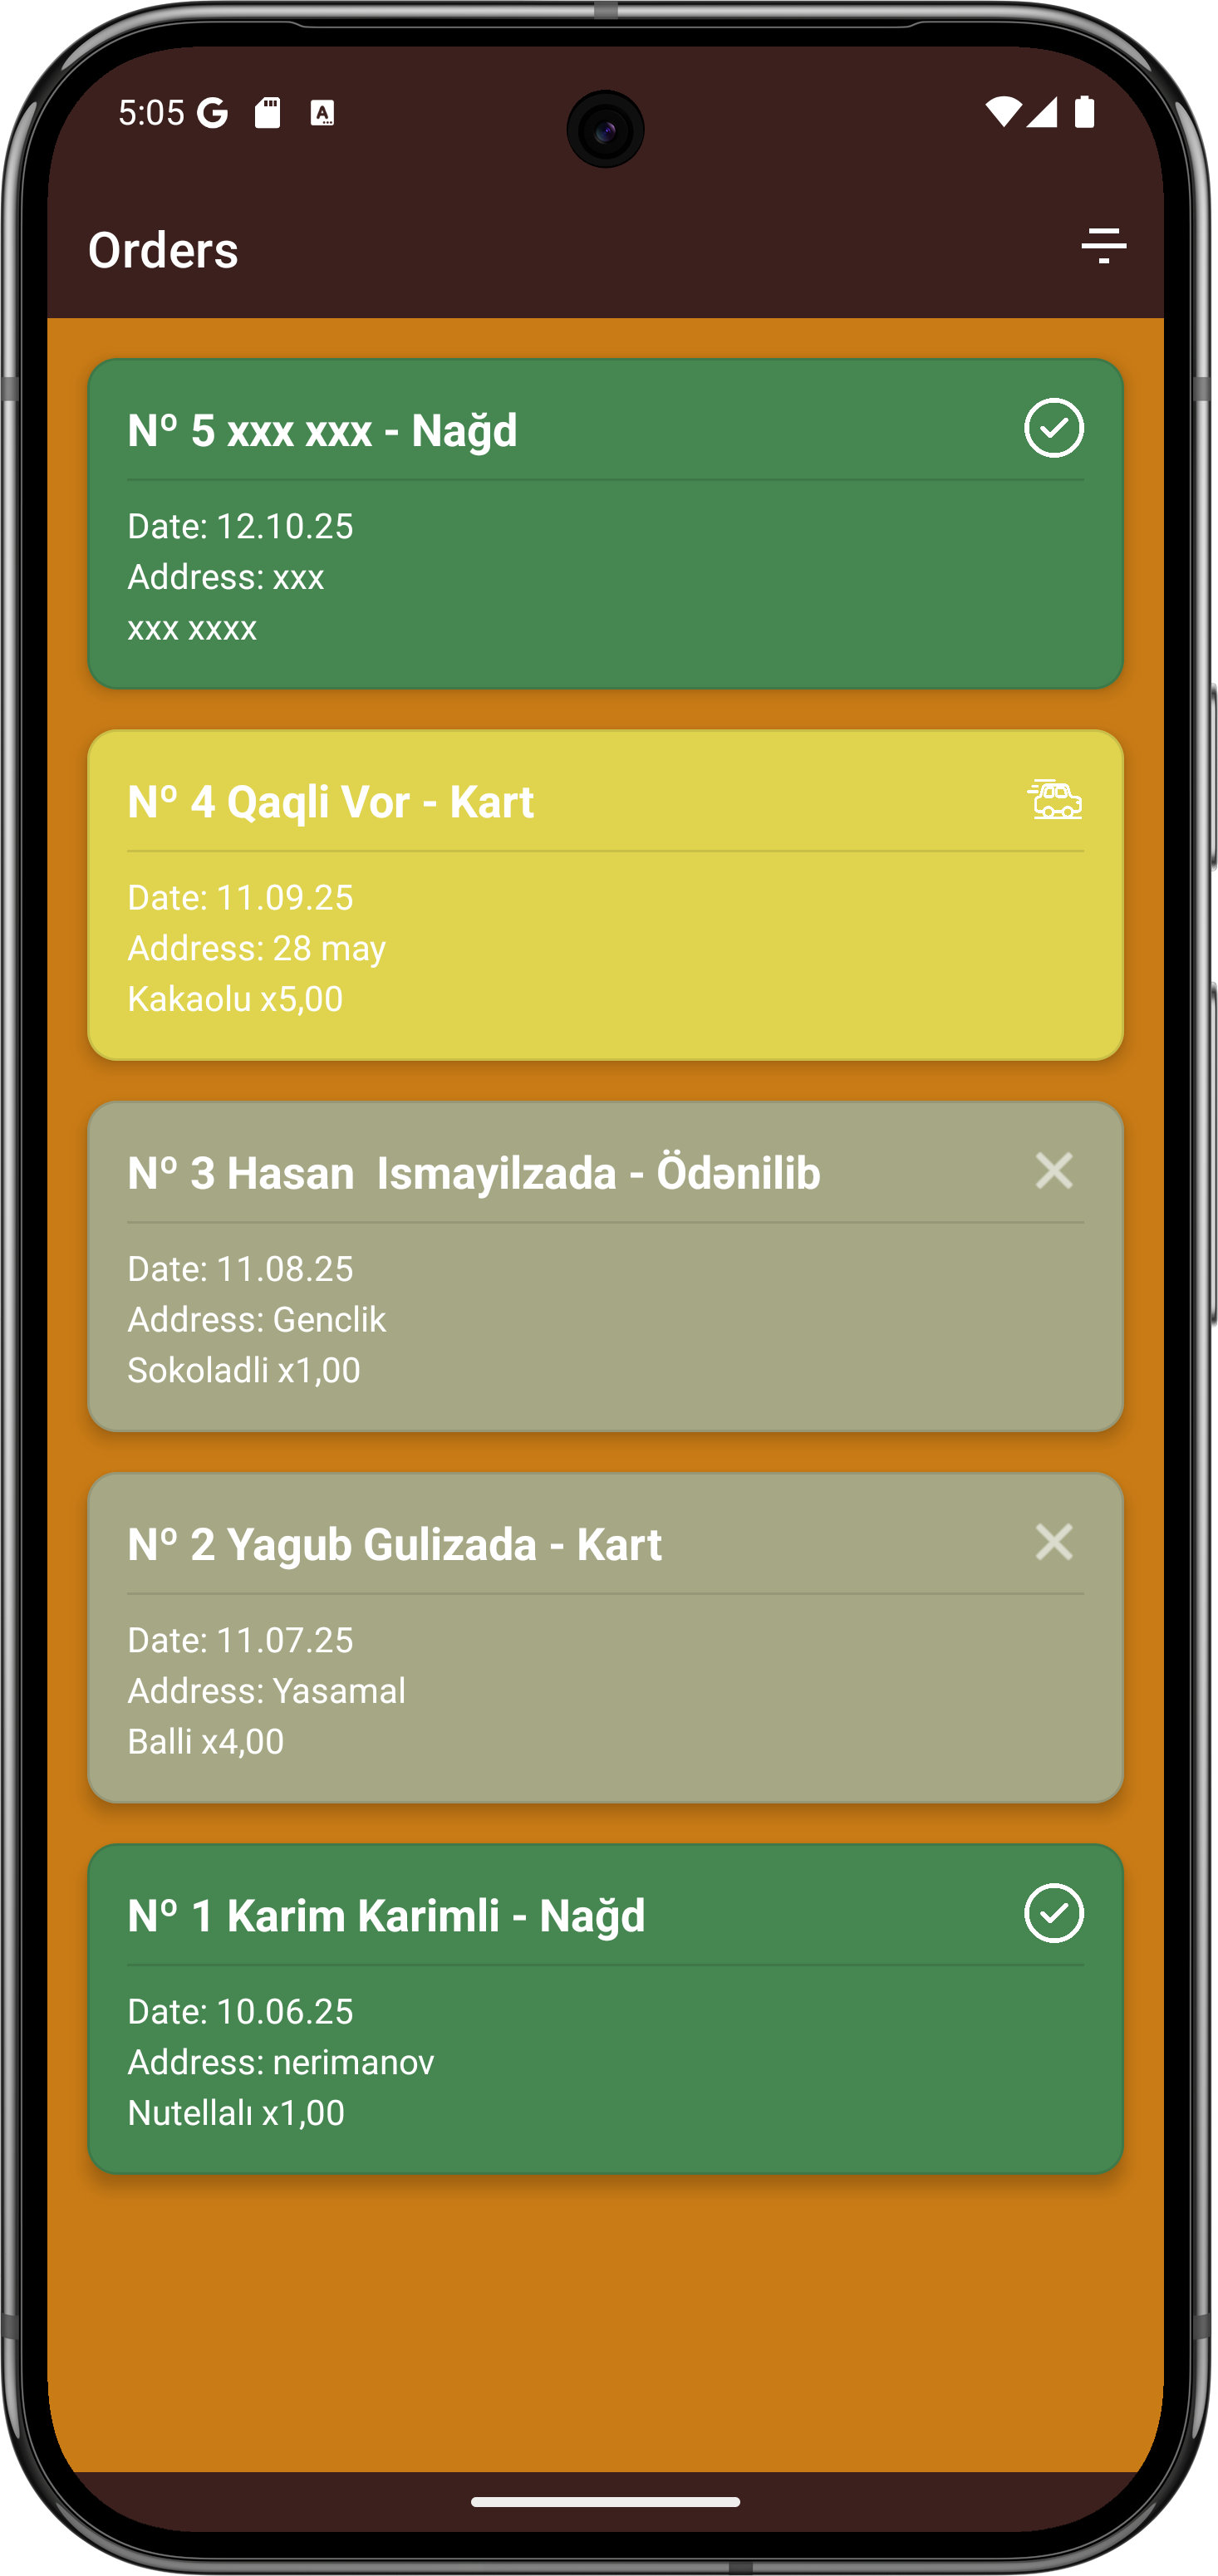 5:05
Orders
Nº 5 xxx xxx - Nağd
Date: 12.10.25
Address: xxx
xxx xxxx
Nº 4 Qaqli Vor - Kart
Date: 11.09.25
Address: 28 may
Kakaolu x5,00
Nº 3 Hasan  Ismayilzada - Ödənilib
Date: 11.08.25
Address: Genclik
Sokoladli x1,00
Nº 2 Yagub Gulizada - Kart
Date: 11.07.25
Address: Yasamal
Balli x4,00
Nº 1 Karim Karimli - Nağd
Date: 10.06.25
Address: nerimanov
Nutellalı x1,00